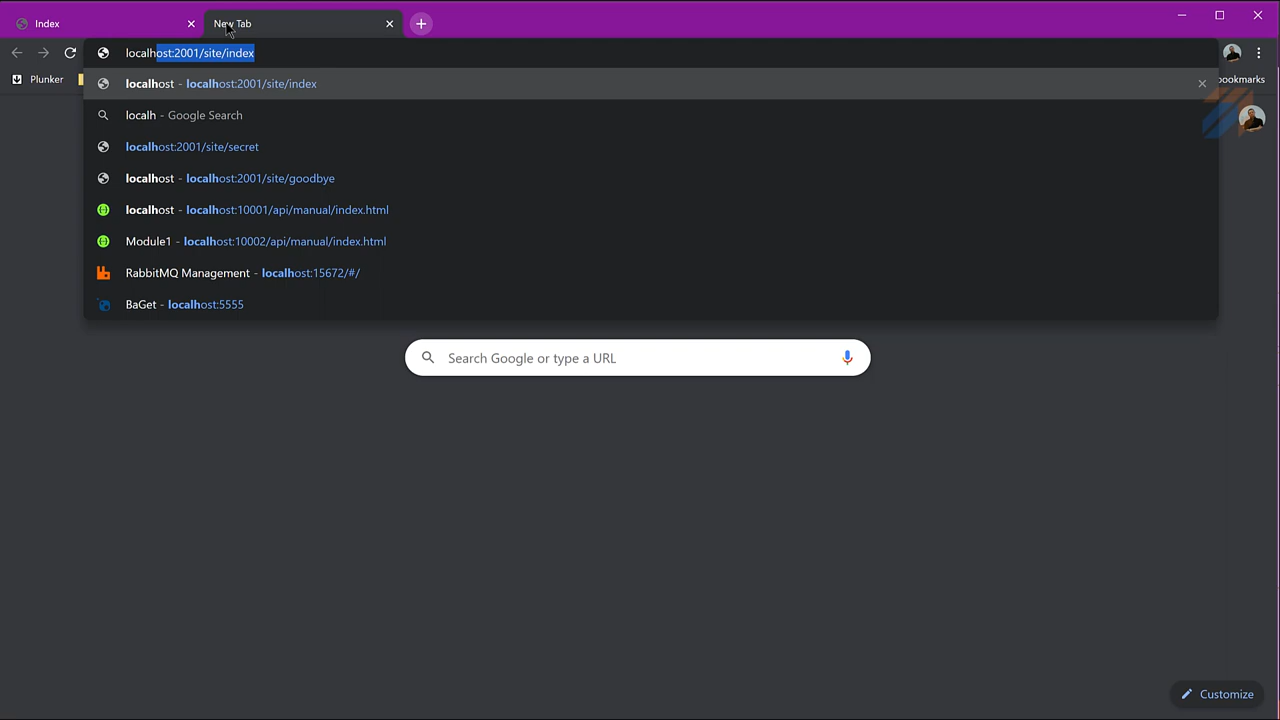 Index
New Tab
localhost:2001/site/index
Plunker
bookmarks
localhost - localhost:2001/site/index
localh - Google Search
localhost:2001/site/secret
localhost - localhost:2001/site/goodbye
localhost - localhost:10001/api/manual/index.html
Module1 - localhost:10002/api/manual/index.html
RabbitMQ Management - localhost:15672/#/
BaGet - localhost:5555
Search Google or type a URL
Customize